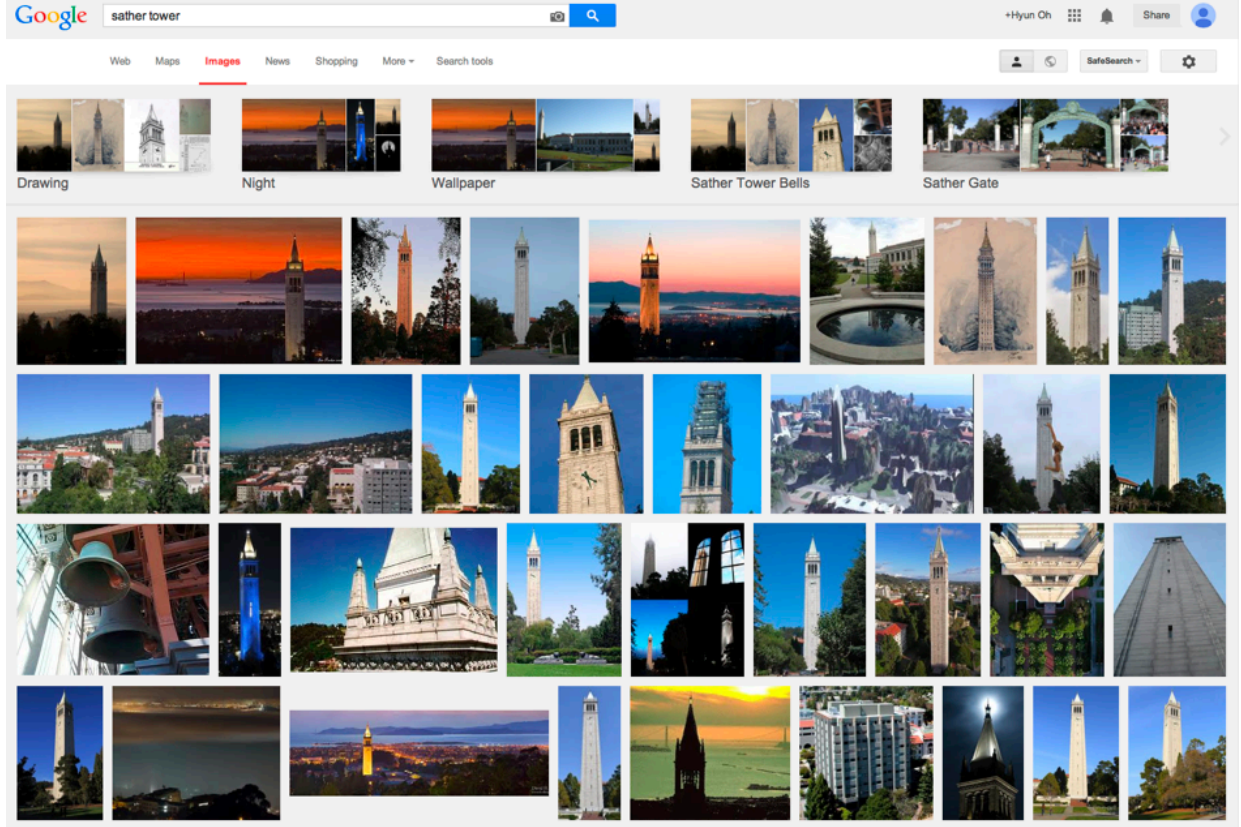 Google sather tower +Hyun Oh Share
Web Maps Images News Shopping More Search tools SafeSearch
Drawing Night Wallpaper Sather Tower Bells Sather Gate